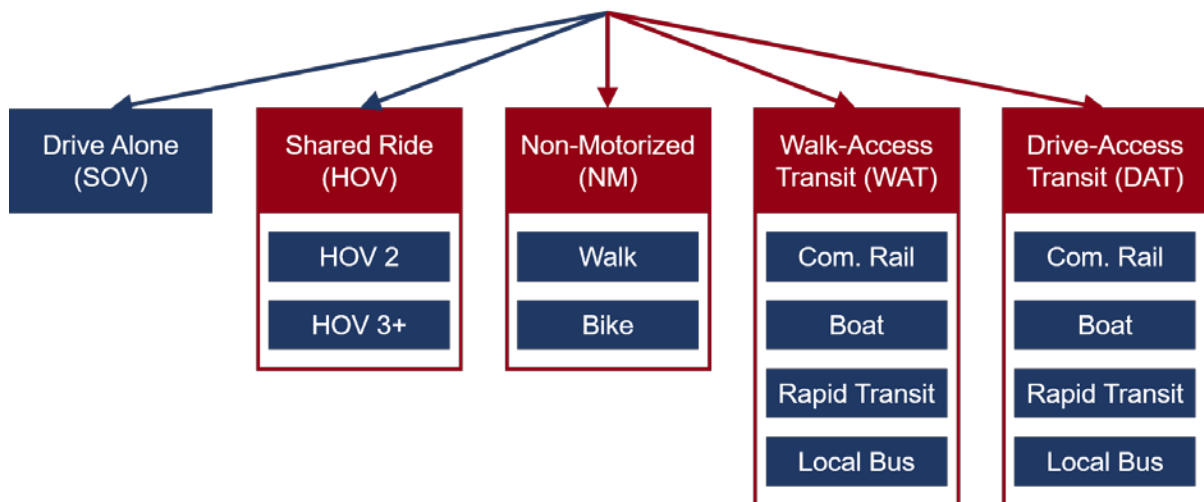 Drive Alone
(SOV)
Shared Ride
(HOV)
HOV 2
HOV 3+
Non-Motorized
(NM)
Walk
Bike
Walk-Access
Transit (WAT)
Com. Rail
Boat
Rapid Transit
Local Bus
Drive-Access
Transit (DAT)
Com. Rail
Boat
Rapid Transit
Local Bus